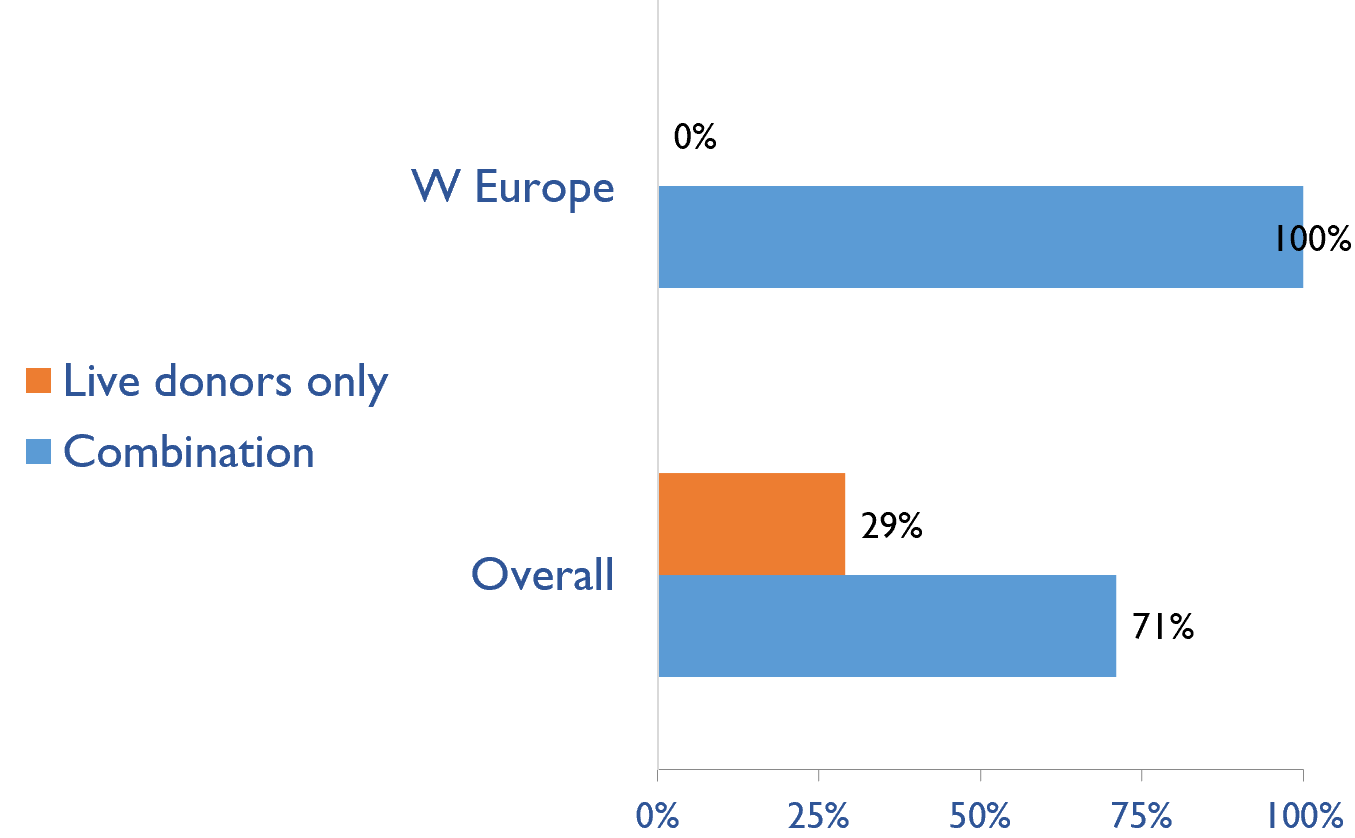 0%
W Europe
100%
Live donors only
Combination
29%
Overall
71%
0% 25% 50% 75% 100%